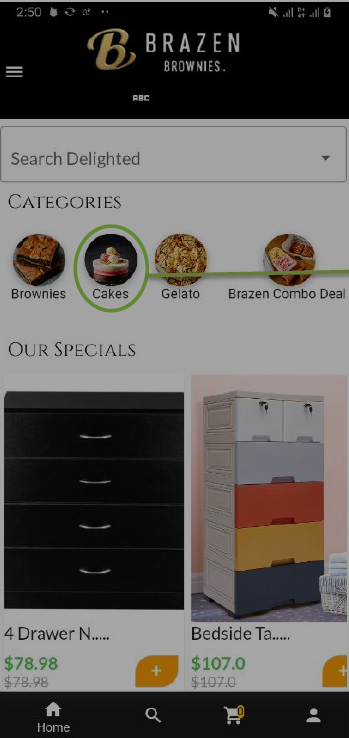 2:50
BRAZEN
BROWNIES.
ABC
Search Delighted
CATEGORIES
Brownies
Cakes
Gelato
Brazen Combo Deal
OUR SPECIALS
4 Drawer N.....
Bedside Ta.....
$78.98
+
$107.0
+
$78.98
$107.0
0
Home